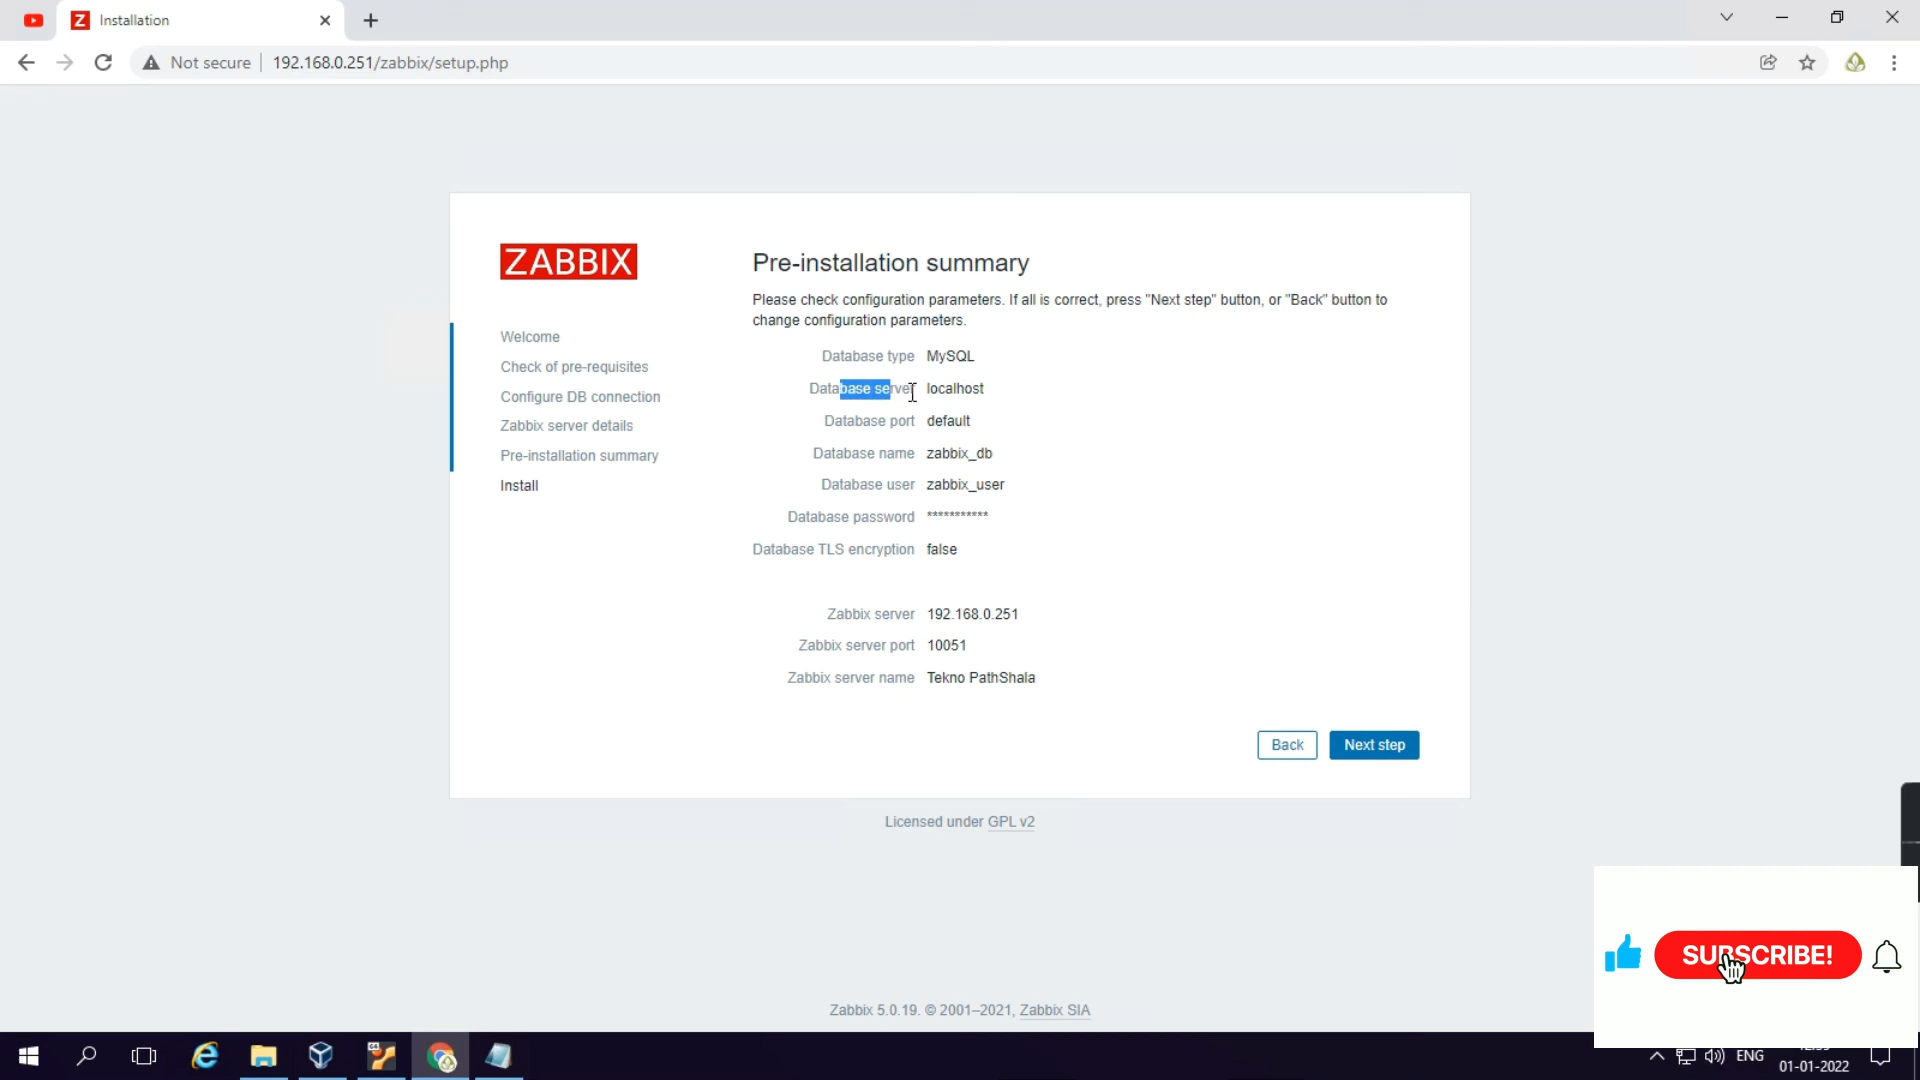 Installation
Not secure
192.168.0.251/zabbix/setup.php
ZABBIX
Welcome
Check of pre-requisites
Configure DB connection
Zabbix server details
Pre-installation summary
Install
Pre-installation summary
Please check configuration parameters. If all is correct, press "Next step" button, or "Back" button to
change configuration parameters.
Database type MySQL
Database server localhost
Database port default
Database name zabbix_db
Database user zabbix_user
Database password ***********
Database TLS encryption false
Zabbix server 192.168.0.251
Zabbix server port 10051
Zabbix server name Tekno PathShala
Back
Next step
Licensed under GPL v2
SUBSCRIBE!
Zabbix 5.0.19. © 2001–2021, Zabbix SIA
ENG
01-01-2022